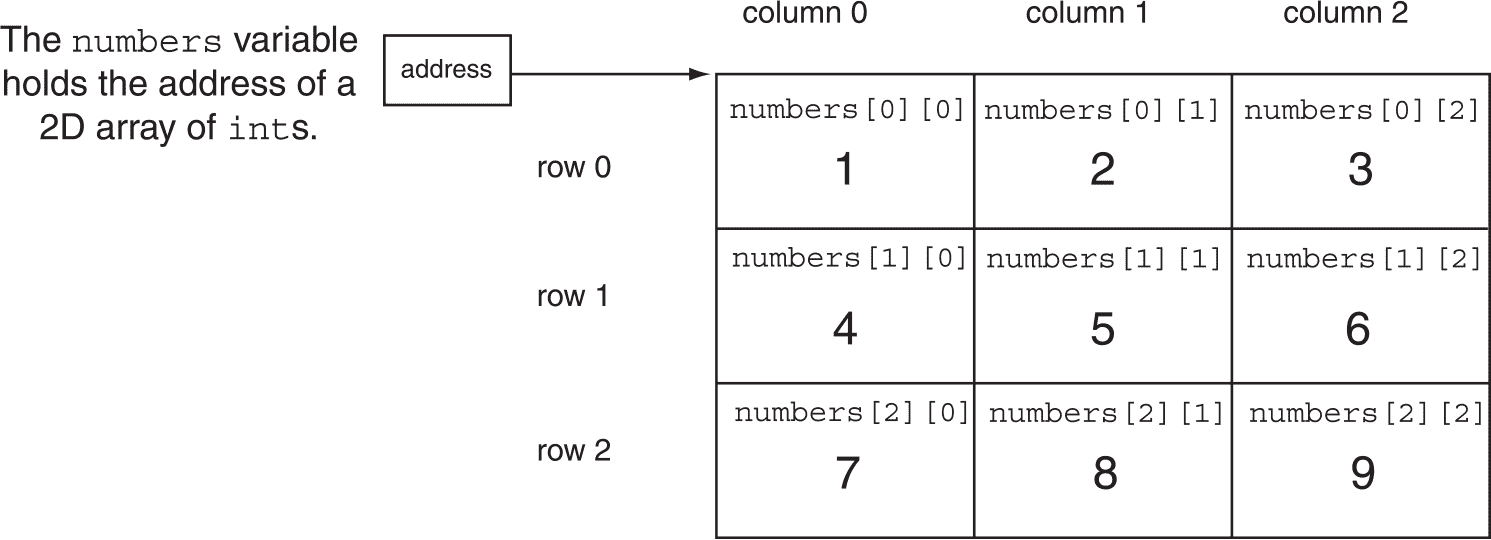 The numbers variable
holds the address of a
2D array of ints.
address
column 0 column 1 column 2
row 0
numbers[0][0] numbers[0][1] numbers[0][2]
1 2 3
row 1
numbers[1][0] numbers[1][1] numbers[1][2]
4 5 6
row 2
numbers[2][0] numbers[2][1] numbers[2][2]
7 8 9